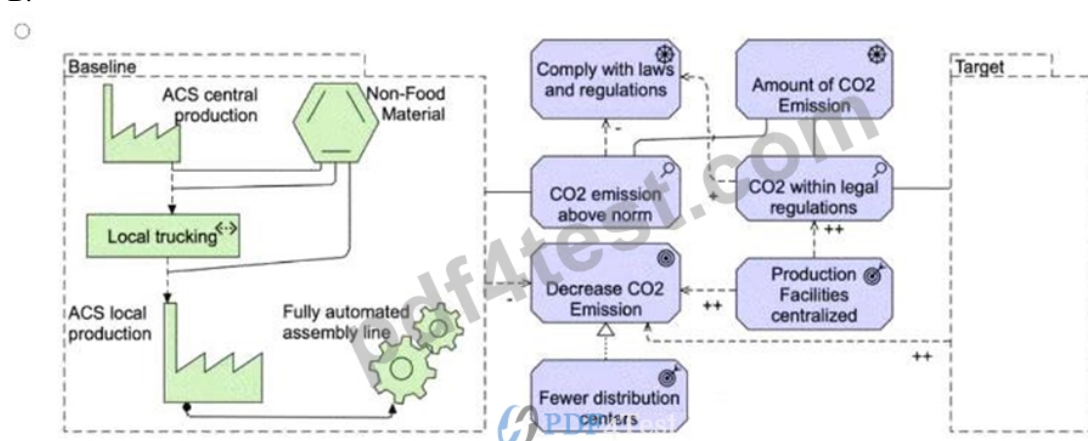 Baseline
ACS central
production
Non-Food
Material
Local trucking
ACS local
production
Fully automated
assembly line
Comply with laws
and regulations
-
Amount of CO2
Emission
CO2 emission
above norm
+
CO2 within legal
regulations
++
Decrease CO2
Emission
-
++
Production
Facilities
centralized
++
Fewer distribution
centers
Target
pdf4test.com